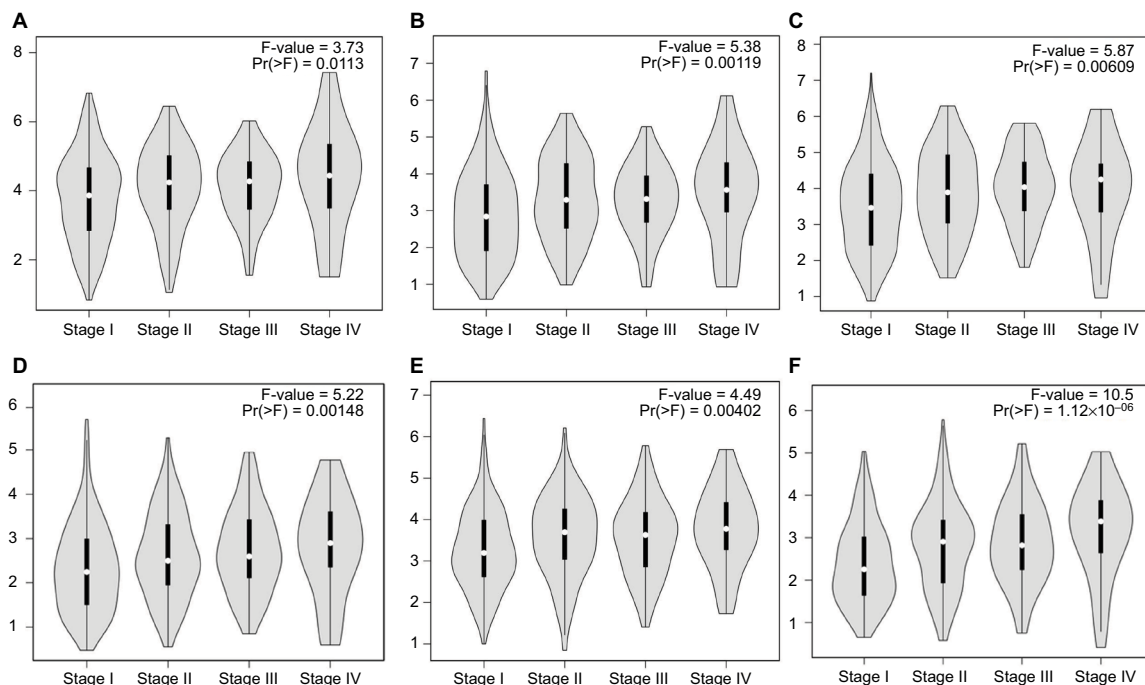 A
F-value = 3.73
Pr(>F) = 0.0113
8
6
4
2
Stage I Stage II Stage III Stage IV
B
F-value = 5.38
Pr(>F) = 0.00119
7
6
5
4
3
2
1
Stage I Stage II Stage III Stage IV
C
F-value = 5.87
Pr(>F) = 0.00609
8
7
6
5
4
3
2
1
Stage I Stage II Stage III Stage IV
D
F-value = 5.22
Pr(>F) = 0.00148
6
5
4
3
2
1
Stage I Stage II Stage III Stage IV
E
F-value = 4.49
Pr(>F) = 0.00402
7
6
5
4
3
2
1
Stage I Stage II Stage III Stage IV
F
F-value = 10.5
Pr(>F) = 1.12×10⁻⁰⁶
6
5
4
3
2
1
Stage I Stage II Stage III Stage IV